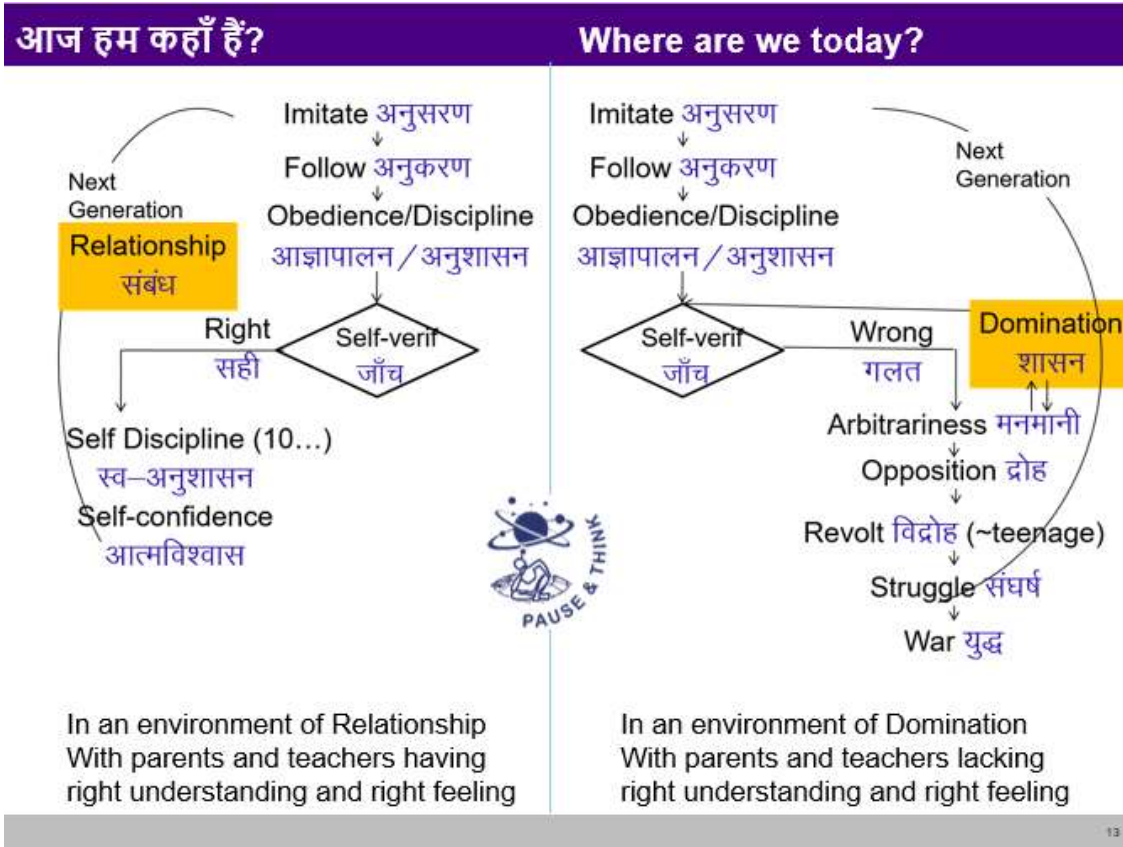 आज हम कहाँ हैं?
Where are we today?
Imitate अनुसरण
Follow अनुकरण
Obedience/Discipline
आज्ञापालन / अनुशासन
Next
Generation
Relationship
संबंध
Self-verif
जाँच
Right
सही
Self Discipline (10…)
स्व–अनुशासन
Self-confidence
आत्मविश्वास
In an environment of Relationship
With parents and teachers having
right understanding and right feeling
PAUSE & THINK
Imitate अनुसरण
Follow अनुकरण
Obedience/Discipline
आज्ञापालन / अनुशासन
Next
Generation
Self-verif
जाँच
Wrong
गलत
Domination
शासन
Arbitrariness मनमानी
Opposition द्रोह
Revolt विद्रोह (~teenage)
Struggle संघर्ष
War युद्ध
In an environment of Domination
With parents and teachers lacking
right understanding and right feeling
13